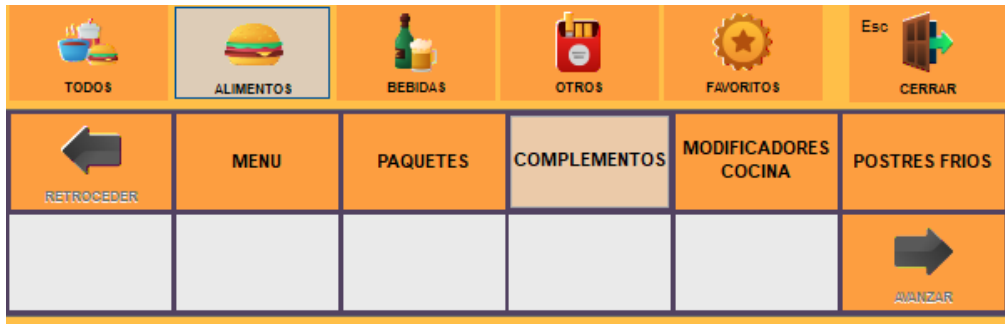 TODOS
ALIMENTOS
BEBIDAS
OTROS
FAVORITOS
Esc
CERRAR
RETROCEDER
MENU
PAQUETES
COMPLEMENTOS
MODIFICADORES
COCINA
POSTRES FRIOS
AVANZAR